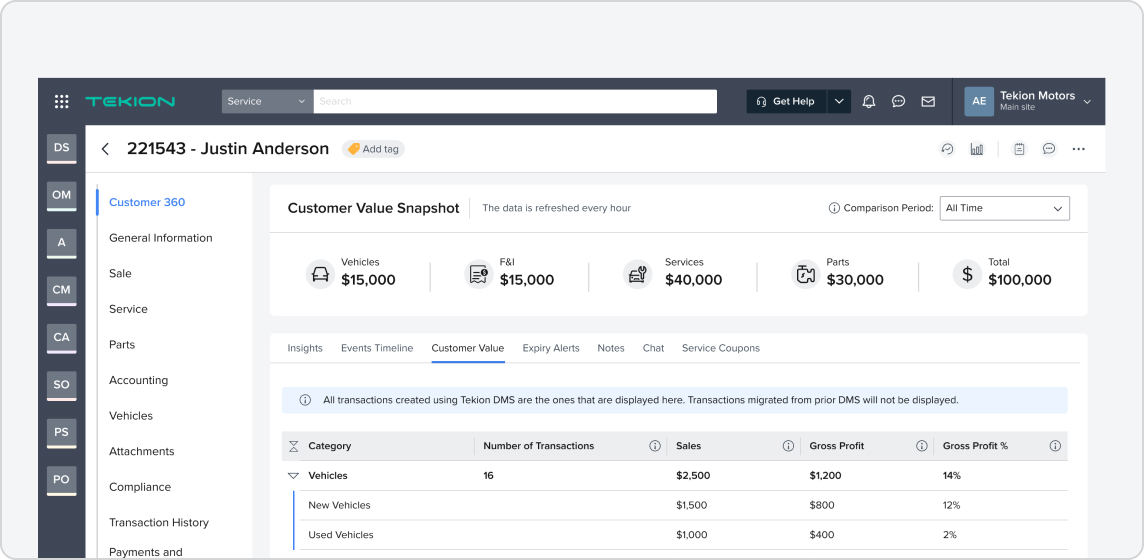 TEKION
Service
Search
Get Help
AE
Tekion Motors
Main site
DS
OM
A
CM
CA
SO
PS
PO
221543 - Justin Anderson
Add tag
Customer 360
General Information
Sale
Service
Parts
Accounting
Vehicles
Attachments
Compliance
Transaction History
Payments and
Customer Value Snapshot
The data is refreshed every hour
Comparison Period:
All Time
Vehicles
$15,000
F&I
$15,000
Services
$40,000
Parts
$30,000
Total
$100,000
Insights Events Timeline Customer Value Expiry Alerts Notes Chat Service Coupons
All transactions created using Tekion DMS are the ones that are displayed here. Transactions migrated from prior DMS will not be displayed.
Category Number of Transactions Sales Gross Profit Gross Profit %
Vehicles 16 $2,500 $1,200 14%
New Vehicles $1,500 $800 12%
Used Vehicles $1,000 $400 2%